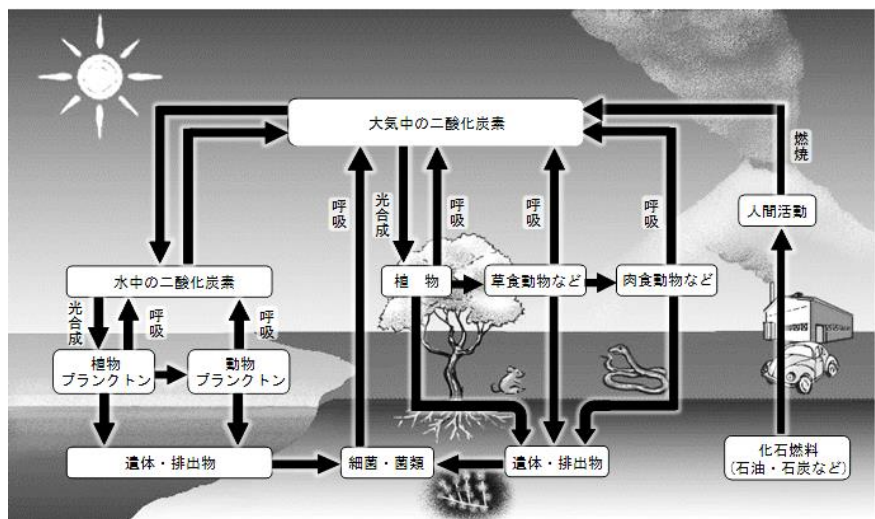 大気中の二酸化炭素
燃焼
呼吸
光合成
呼吸
呼吸
呼吸
人間活動
水中の二酸化炭素
植　物
草食動物など
肉食動物など
光合成
呼吸
呼吸
植物
プランクトン
動物
プランクトン
遺体・排出物
細菌・菌類
遺体・排出物
化石燃料
(石油・石炭など)